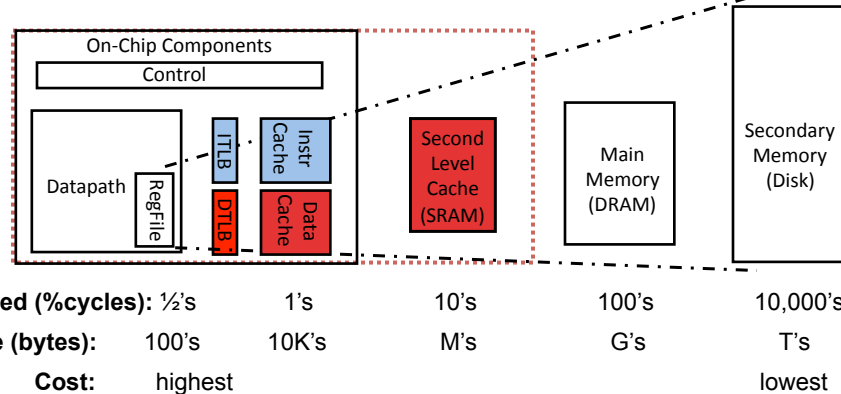 On-Chip Components
Control
Datapath
RegFile
ITLB
DTLB
Instr
Cache
Data
Cache
Second
Level
Cache
(SRAM)
Main
Memory
(DRAM)
Secondary
Memory
(Disk)
(%cycles): ½'s 1's 10's 100's 10,000's
(bytes): 100's 10K's M's G's T's
Cost: highest lowest